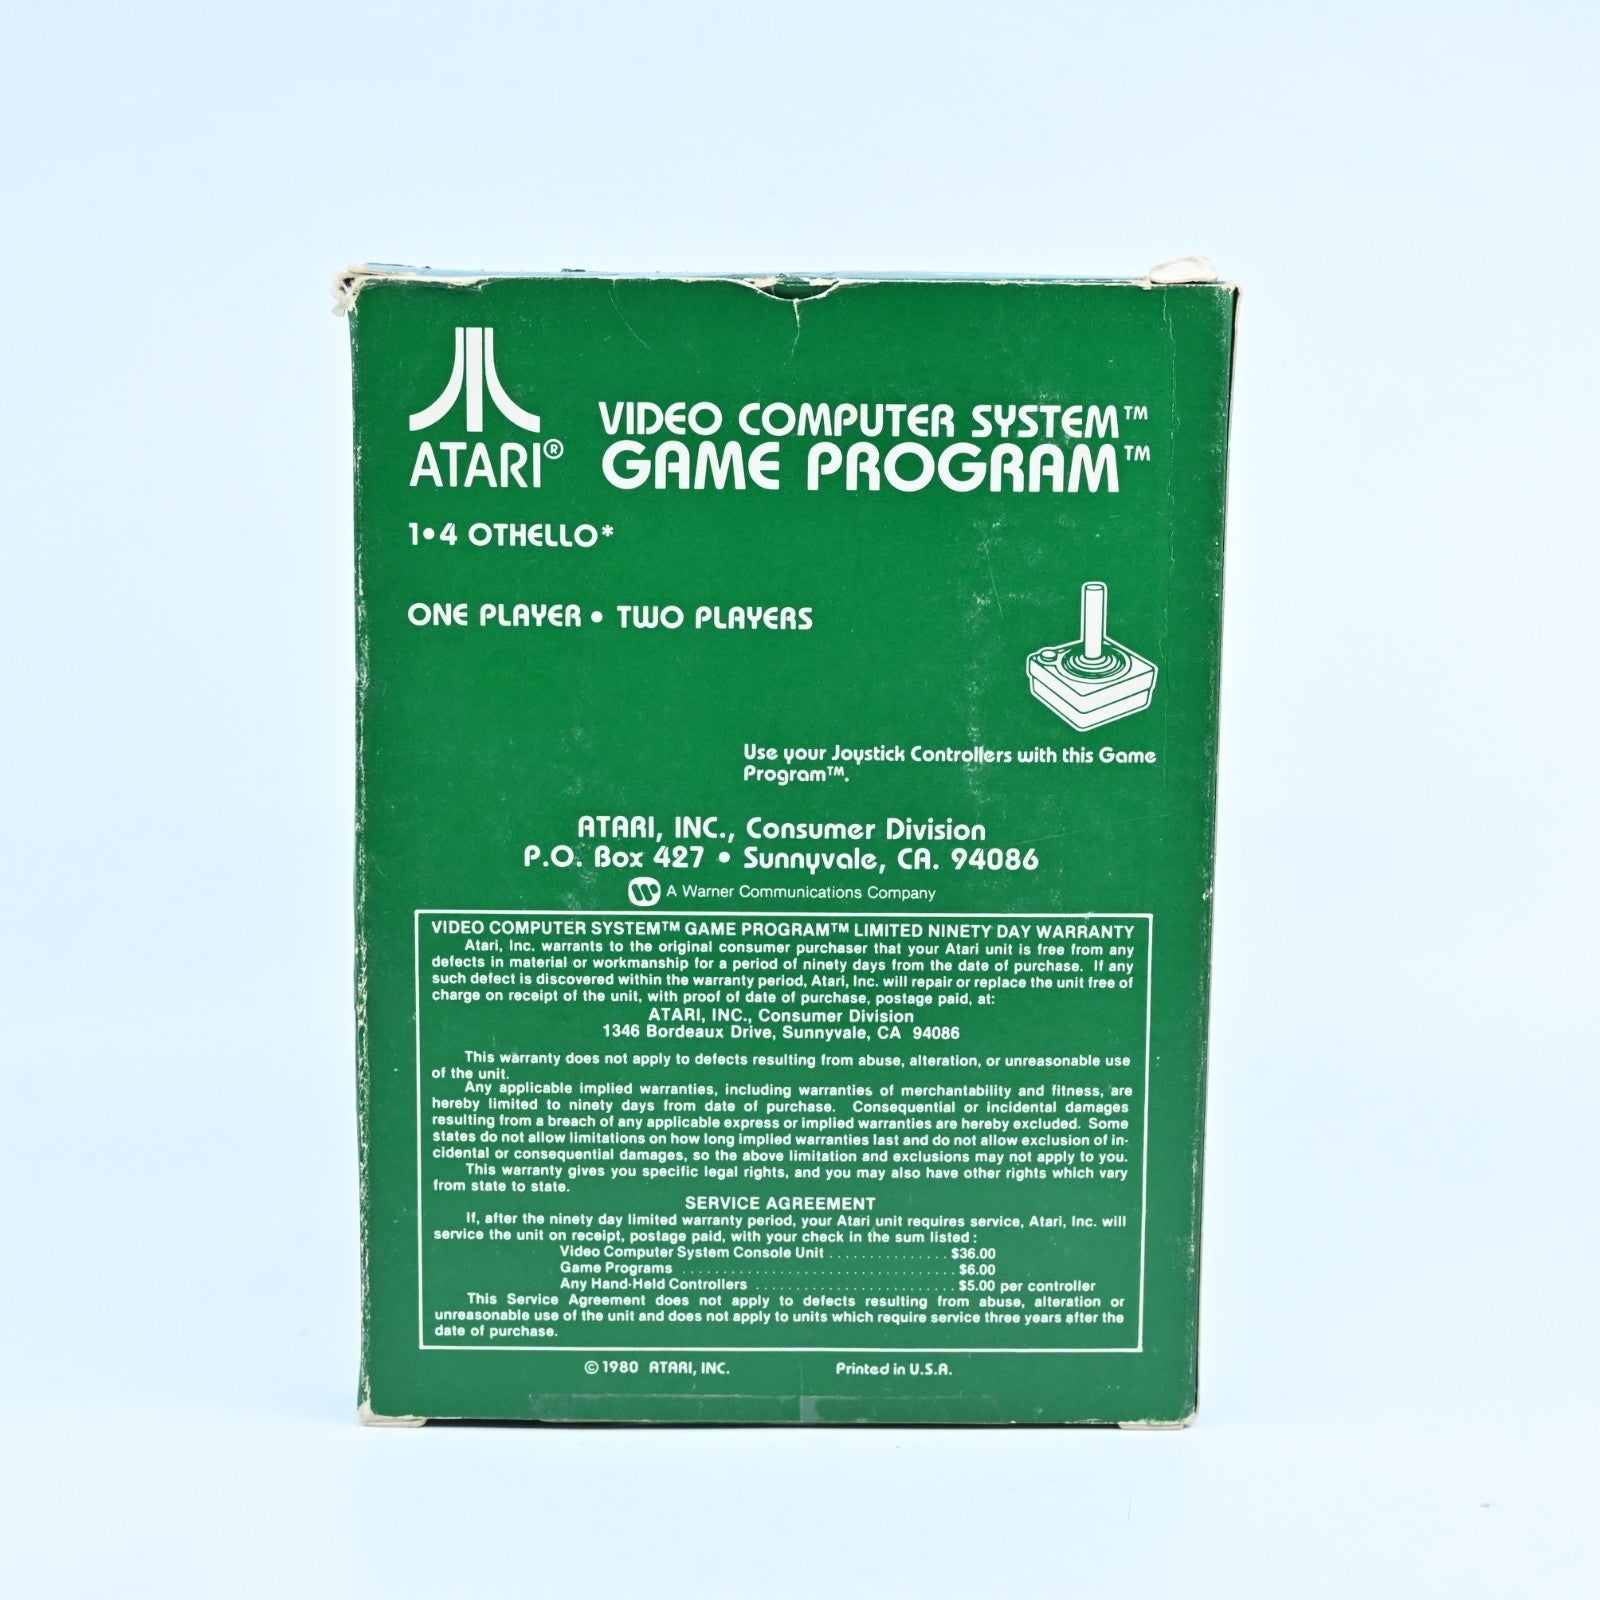 ATARI®
VIDEO COMPUTER SYSTEM™
GAME PROGRAM™
1•4 OTHELLO*
ONE PLAYER • TWO PLAYERS
Use your Joystick Controllers with this Game
Program™.
ATARI, INC., Consumer Division
P.O. Box 427 • Sunnyvale, CA. 94086
A Warner Communications Company
VIDEO COMPUTER SYSTEM™ GAME PROGRAM™ LIMITED NINETY DAY WARRANTY
Atari, Inc. warrants to the original consumer purchaser that your Atari unit is free from any
defects in material or workmanship for a period of ninety days from the date of purchase. If any
such defect is discovered within the warranty period, Atari, Inc. will repair or replace the unit free of
charge on receipt of the unit, with proof of date of purchase, postage paid, at:
ATARI, INC., Consumer Division
1346 Bordeaux Drive, Sunnyvale, CA 94086
This warranty does not apply to defects resulting from abuse, alteration, or unreasonable use
of the unit.
Any applicable implied warranties, including warranties of merchantability and fitness, are
hereby limited to ninety days from date of purchase. Consequential or incidental damages
resulting from a breach of any applicable express or implied warranties are hereby excluded. Some
states do not allow limitations on how long implied warranties last and do not allow exclusion of in-
cidental or consequential damages, so the above limitation and exclusions may not apply to you.
This warranty gives you specific legal rights, and you may also have other rights which vary
from state to state.
SERVICE AGREEMENT
If, after the ninety day limited warranty period, your Atari unit requires service, Atari, Inc. will
service the unit on receipt, postage paid, with your check in the sum listed:
Video Computer System Console Unit . . . . . . . . . . . . . . . $36.00
Game Programs . . . . . . . . . . . . . . . . . . . . . . . . . . . . . . . . . . $6.00
Any Hand-Held Controllers . . . . . . . . . . . . . . . . . . . . . . . . . $5.00 per controller
This Service Agreement does not apply to defects resulting from abuse, alteration or
unreasonable use of the unit and does not apply to units which require service three years after the
date of purchase.
© 1980 ATARI, INC. Printed in U.S.A.